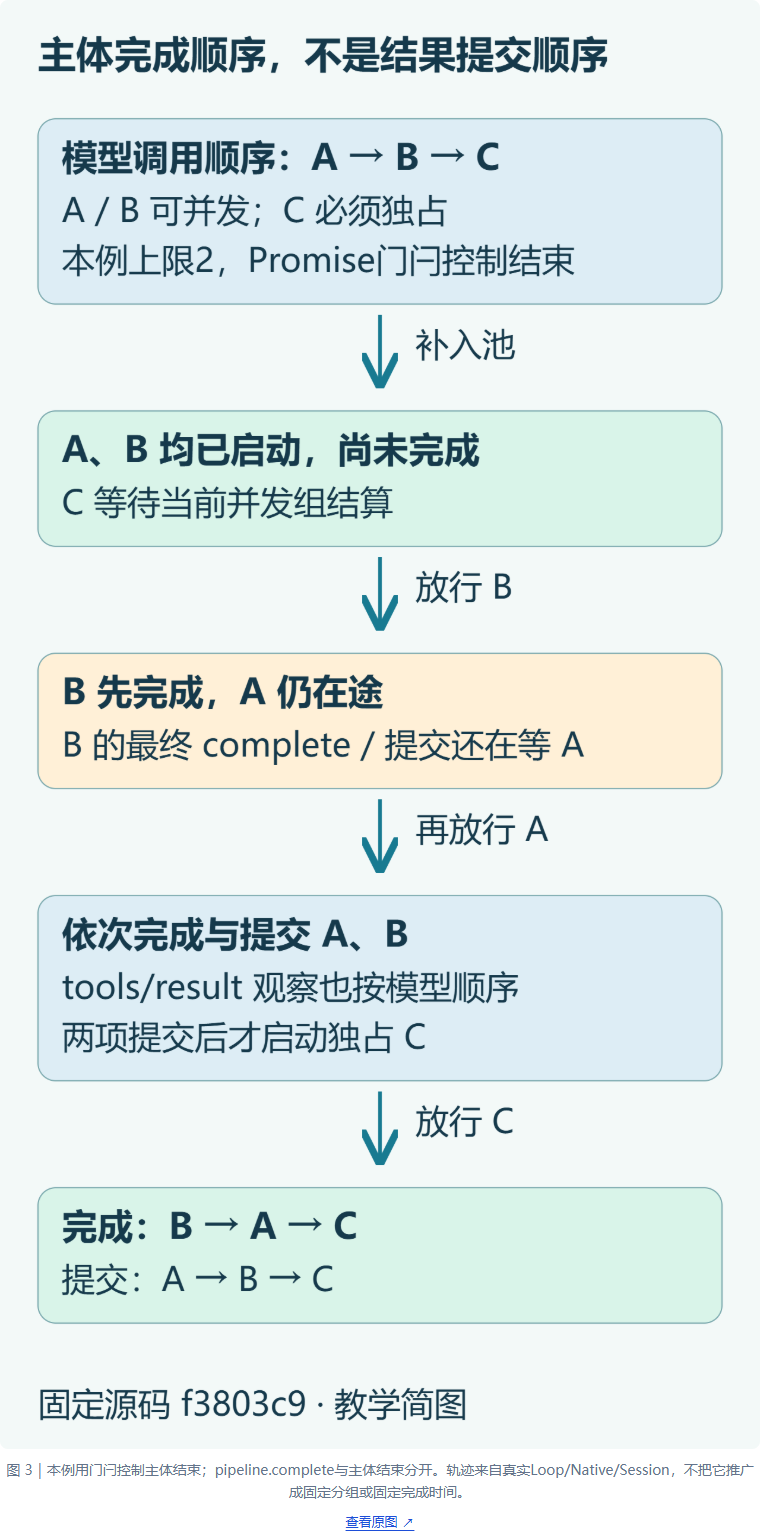 主体完成顺序，不是结果提交顺序
模型调用顺序：A → B → C
A / B 可并发；C 必须独占
本例上限2，Promise门闩控制结束
补入池
A、B 均已启动，尚未完成
C 等待当前并发组结算
放行 B
B 先完成，A 仍在途
B 的最终 complete / 提交还在等 A
再放行 A
依次完成与提交 A、B
tools/result 观察也按模型顺序
两项提交后才启动独占 C
放行 C
完成：B → A → C
提交：A → B → C
固定源码 f3803c9 · 教学简图
图 3 | 本例用门闩控制主体结束；pipeline.complete与主体结束分开。轨迹来自真实Loop/Native/Session，不把它推广
成固定分组或固定完成时间。
查看原图 ↗